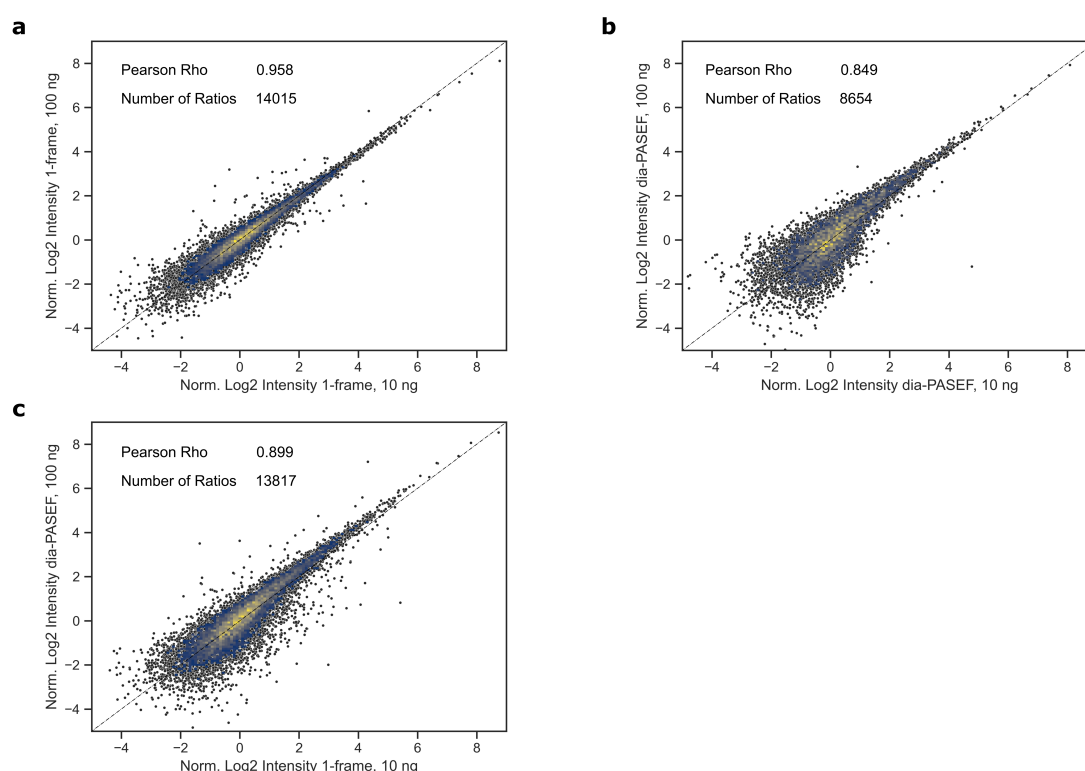 a
Pearson Rho 0.958
Number of Ratios 14015
Norm. Log2 Intensity 1-frame, 100 ng
8
6
4
2
0
−2
−4
−4 −2 0 2 4 6 8
Norm. Log2 Intensity 1-frame, 10 ng
b
Pearson Rho 0.849
Number of Ratios 8654
Norm. Log2 Intensity dia-PASEF, 100 ng
8
6
4
2
0
−2
−4
−4 −2 0 2 4 6 8
Norm. Log2 Intensity dia-PASEF, 10 ng
c
Pearson Rho 0.899
Number of Ratios 13817
Norm. Log2 Intensity dia-PASEF, 100 ng
8
6
4
2
0
−2
−4
−4 −2 0 2 4 6 8
Norm. Log2 Intensity 1-frame, 10 ng